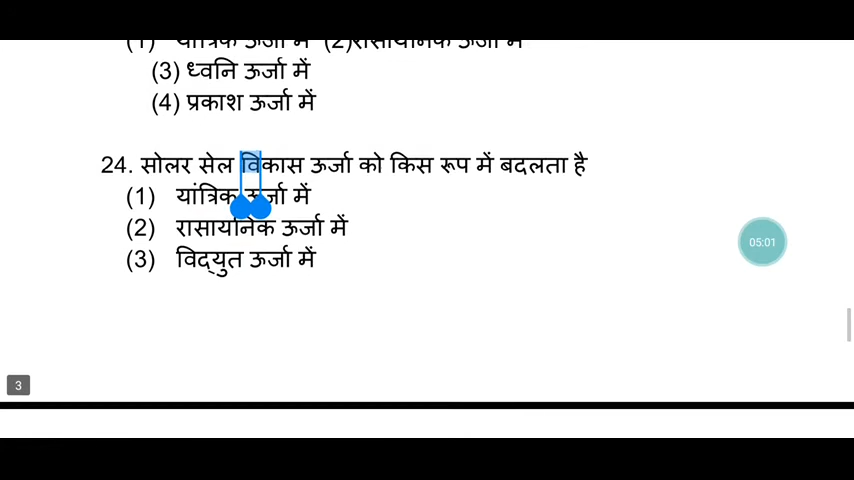 (3) ध्वनि ऊर्जा में
(4) प्रकाश ऊर्जा में
24. सोलर सेल विकास ऊर्जा को किस रूप में बदलता है
(1) यांत्रिक ऊर्जा में
(2) रासायनिक ऊर्जा में
(3) विद्युत ऊर्जा में
05:01
3